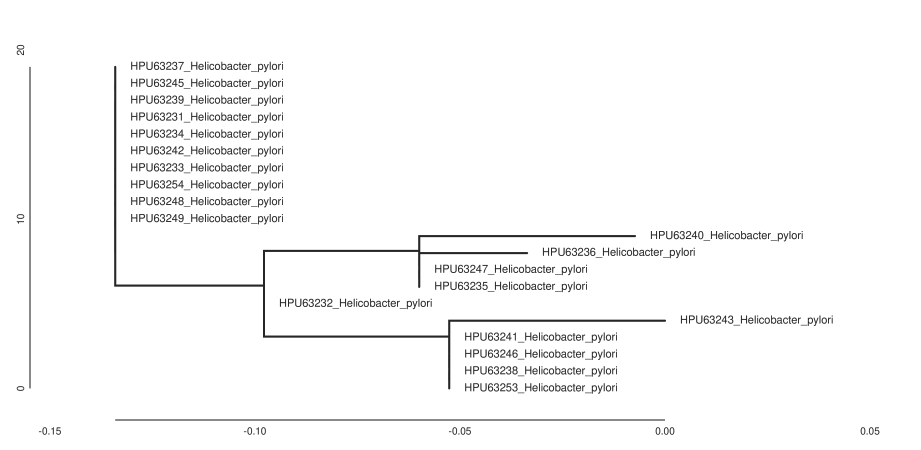 20
HPU63237_Helicobacter_pylori
HPU63245_Helicobacter_pylori
HPU63239_Helicobacter_pylori
HPU63231_Helicobacter_pylori
HPU63234_Helicobacter_pylori
HPU63242_Helicobacter_pylori
HPU63233_Helicobacter_pylori
HPU63254_Helicobacter_pylori
HPU63248_Helicobacter_pylori
10
HPU63249_Helicobacter_pylori
HPU63240_Helicobacter_pylori
HPU63236_Helicobacter_pylori
HPU63247_Helicobacter_pylori
HPU63235_Helicobacter_pylori
HPU63232_Helicobacter_pylori
HPU63243_Helicobacter_pylori
HPU63241_Helicobacter_pylori
HPU63246_Helicobacter_pylori
HPU63238_Helicobacter_pylori
0
HPU63253_Helicobacter_pylori
-0.15 -0.10 -0.05 0.00 0.05